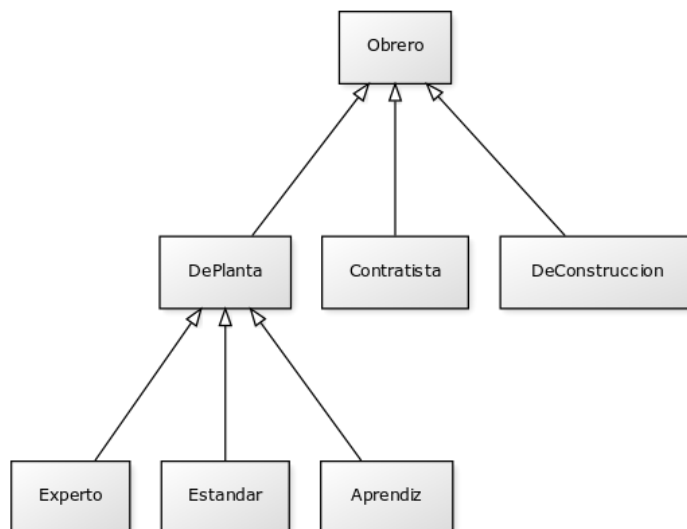 Obrero
DePlanta
Contratista
DeConstruccion
Experto
Estandar
Aprendiz